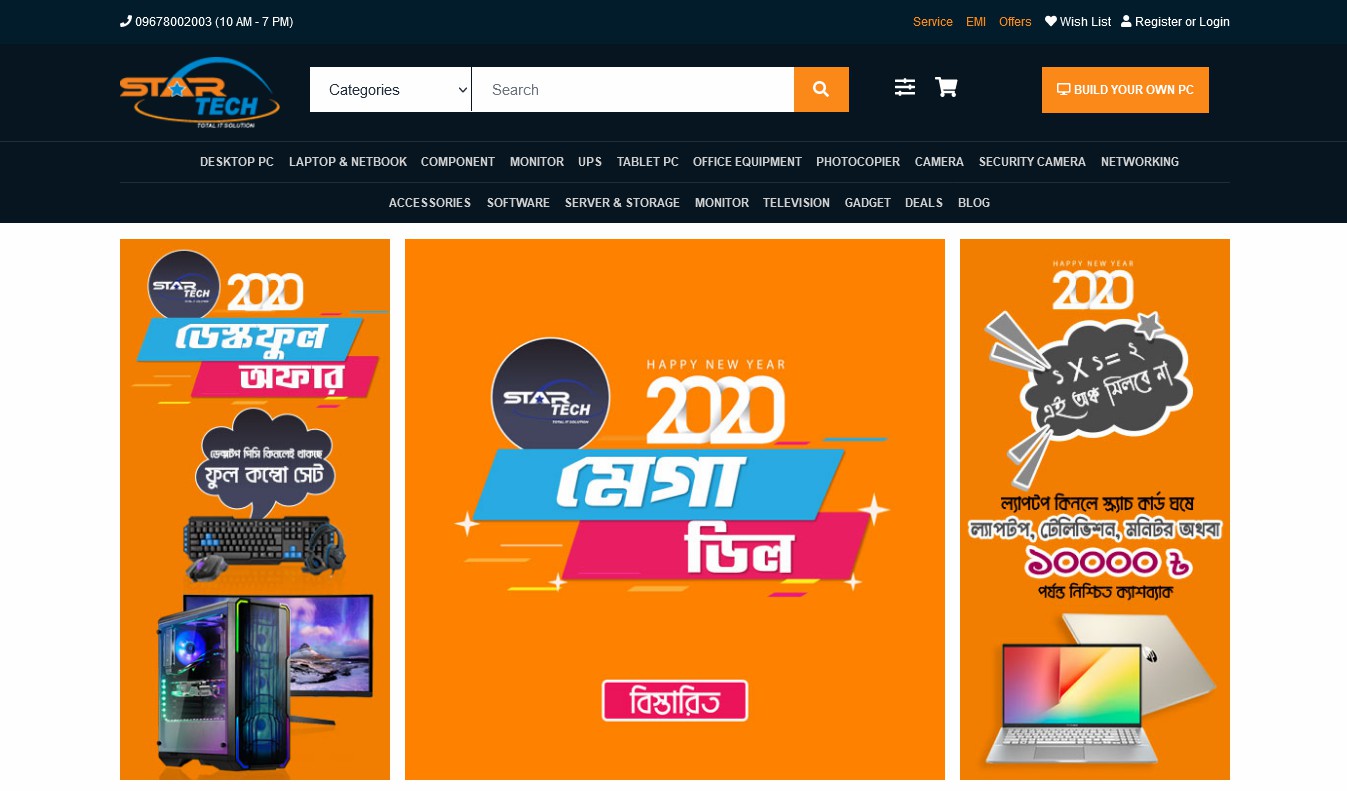 09678002003 (10 AM - 7 PM)
Service EMI Offers Wish List Register or Login
STAR
TECH
TOTAL IT SOLUTION
Categories
Search
BUILD YOUR OWN PC
DESKTOP PC LAPTOP & NETBOOK COMPONENT MONITOR UPS TABLET PC OFFICE EQUIPMENT PHOTOCOPIER CAMERA SECURITY CAMERA NETWORKING
ACCESSORIES SOFTWARE SERVER & STORAGE MONITOR TELEVISION GADGET DEALS BLOG
STAR
TECH
2020
ডেস্কফুল
অফার
ডেস্কটপ পিসি কিনলেই থাকছে
ফুল কম্বো সেট
STAR
TECH
TOTAL IT SOLUTION
HAPPY NEW YEAR
2020
মেগা
ডিল
বিস্তারিত
HAPPY NEW YEAR
2020
১ X ১ = ২
এই অঙ্ক মিলবে না
ল্যাপটপ কিনলে স্ক্র্যাচ কার্ড ঘষে
ল্যাপটপ, টেলিভিশন, মনিটর অথবা
১০০০০ ৳
পর্যন্ত নিশ্চিত ক্যাশব্যাক